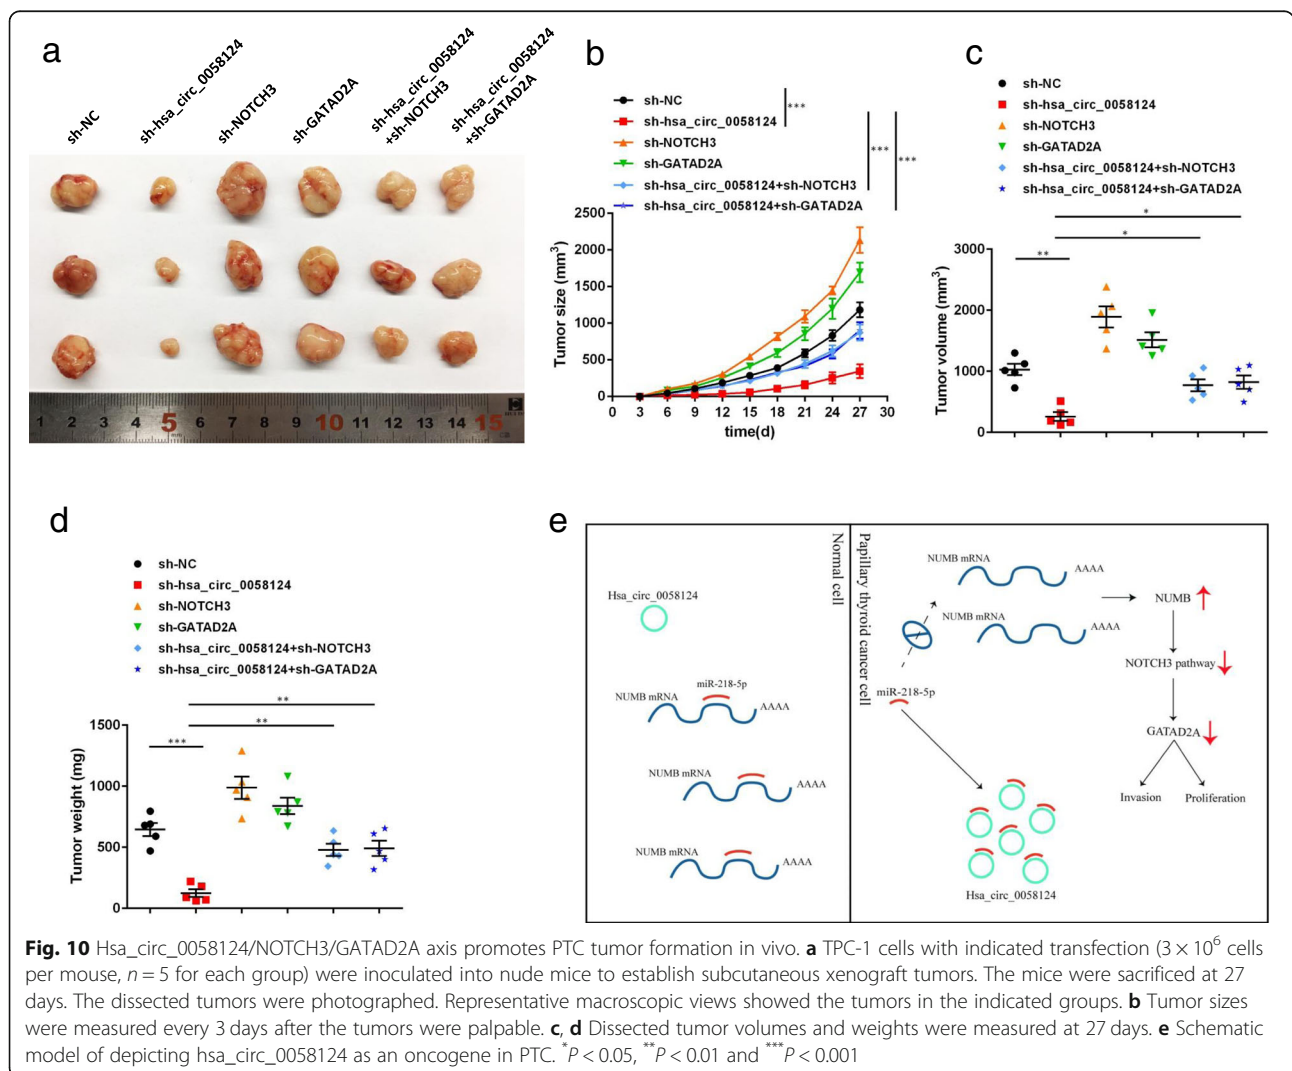 a
sh-NC
sh-hsa_circ_0058124
sh-NOTCH3
sh-GATAD2A
sh-hsa_circ_0058124
+sh-NOTCH3
sh-hsa_circ_0058124
+sh-GATAD2A
1 2 3 4 5 6 7 8 9 10 11 12 13 14 15
b
sh-NC
sh-hsa_circ_0058124
sh-NOTCH3
sh-GATAD2A
sh-hsa_circ_0058124+sh-NOTCH3
sh-hsa_circ_0058124+sh-GATAD2A
***
***
***
Tumor size (mm³)
2500
2000
1500
1000
500
0
0 3 6 9 12 15 18 21 24 27 30
time(d)
c
sh-NC
sh-hsa_circ_0058124
sh-NOTCH3
sh-GATAD2A
sh-hsa_circ_0058124+sh-NOTCH3
sh-hsa_circ_0058124+sh-GATAD2A
*
*
**
Tumor volume (mm³)
3000
2000
1000
0
d
sh-NC
sh-hsa_circ_0058124
sh-NOTCH3
sh-GATAD2A
sh-hsa_circ_0058124+sh-NOTCH3
sh-hsa_circ_0058124+sh-GATAD2A
**
**
***
Tumor weight (mg)
1500
1000
500
0
e
Normal cell
Hsa_circ_0058124
miR-218-5p
NUMB mRNA
AAAA
NUMB mRNA
AAAA
NUMB mRNA
AAAA
Papillary thyroid cancer cell
NUMB mRNA
AAAA
NUMB mRNA
AAAA
miR-218-5p
NUMB
NOTCH3 pathway
GATAD2A
Invasion
Proliferation
Hsa_circ_0058124
Fig. 10 Hsa_circ_0058124/NOTCH3/GATAD2A axis promotes PTC tumor formation in vivo. a TPC-1 cells with indicated transfection (3 × 10⁶ cells
per mouse, n = 5 for each group) were inoculated into nude mice to establish subcutaneous xenograft tumors. The mice were sacrificed at 27
days. The dissected tumors were photographed. Representative macroscopic views showed the tumors in the indicated groups. b Tumor sizes
were measured every 3 days after the tumors were palpable. c, d Dissected tumor volumes and weights were measured at 27 days. e Schematic
model of depicting hsa_circ_0058124 as an oncogene in PTC. *P < 0.05, **P < 0.01 and ***P < 0.001